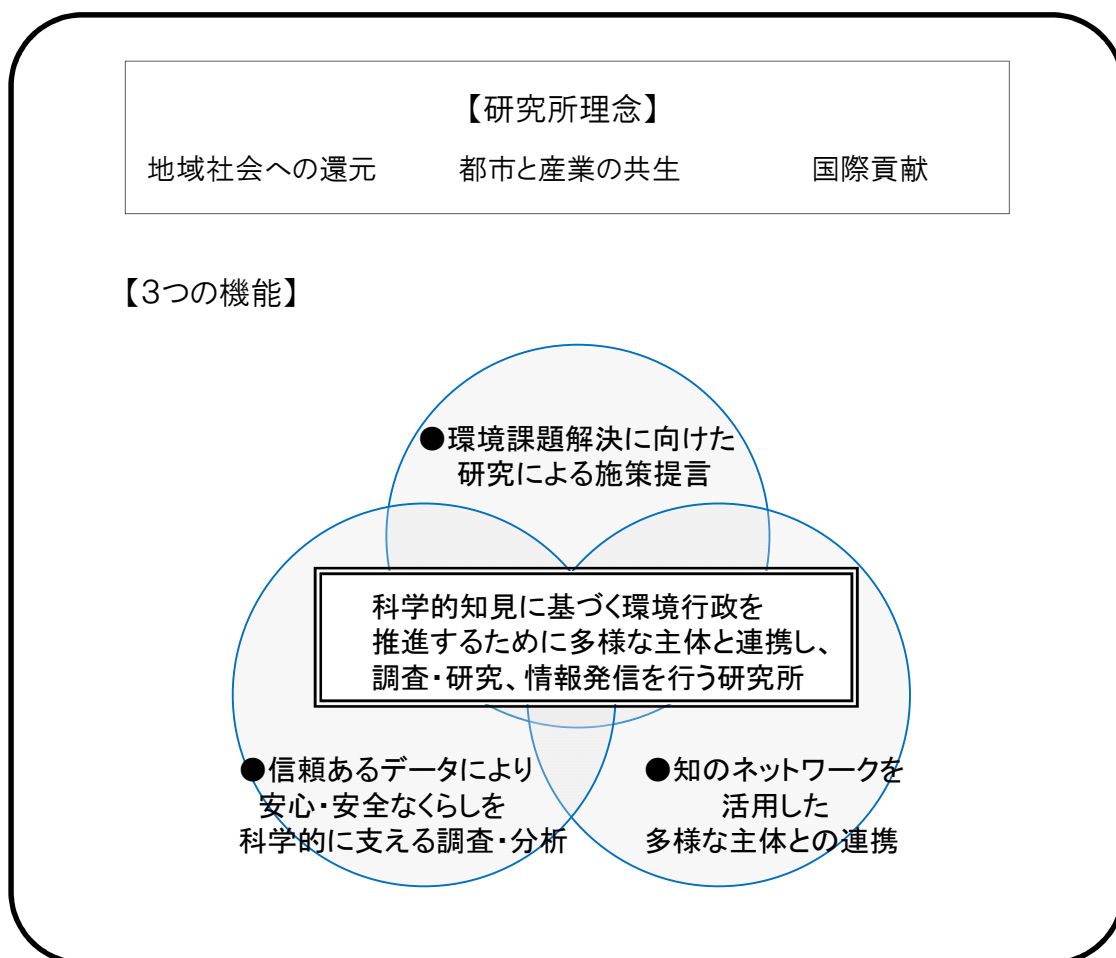 【研究所理念】
地域社会への還元 都市と産業の共生 国際貢献
【3つの機能】
●環境課題解決に向けた
研究による施策提言
科学的知見に基づく環境行政を
推進するために多様な主体と連携し、
調査・研究、情報発信を行う研究所
●信頼あるデータにより
安心・安全なくらしを
科学的に支える調査・分析
●知のネットワークを
活用した
多様な主体との連携